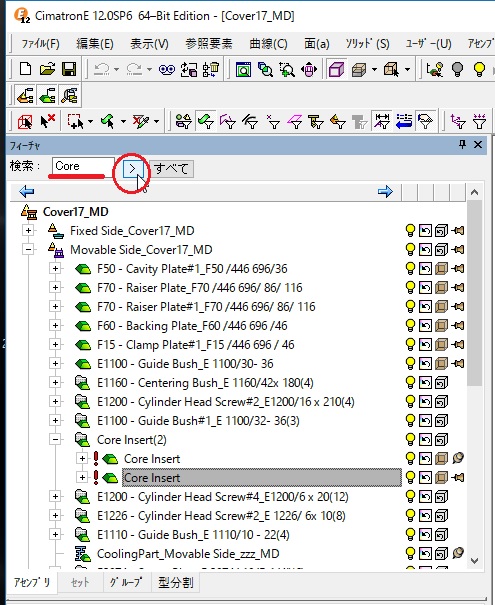 CimatronE 12.0SP6 64–Bit Edition - [Cover17_MD]
ﾌｧｲﾙ(F) 編集(E) 表示(V) 参照要素 曲線(C) 面(a) ｿﾘｯﾄﾞ(S) ﾕｰｻﾞｰ(U) ｱｾﾝﾌﾞ
フィーチャ
検索： Core > すべて
Cover17_MD
Fixed Side_Cover17_MD
Movable Side_Cover17_MD
F50 - Cavity Plate#1_F50 /446 696/36
F70 - Raiser Plate_F70 /446 696/ 86/ 116
F70 - Raiser Plate#1_F70 /446 696/ 86/ 116
F60 - Backing Plate_F60 /446 696 /46
F15 - Clamp Plate#1_F15 /446 696 / 46
E1100 - Guide Bush_E 1100/30- 36
E1160 - Centering Bush_E 1160/42x 180(4)
E1200 - Cylinder Head Screw#2_E1200/16 x 210(4)
E1100 - Guide Bush#1_E 1100/32- 36(3)
Core Insert(2)
Core Insert
Core Insert
E1200 - Cylinder Head Screw#4_E1200/6 x 20(12)
E1226 - Cylinder Head Screw#2_E 1226/ 6x 10(8)
E1110 - Guide Bush_E 1110/10 - 22(4)
CoolingPart_Movable Side_zzz_MD
ｱｾﾝﾌﾞﾘ ｾｯﾄ ｸﾞﾙｰﾌﾟ 型分割